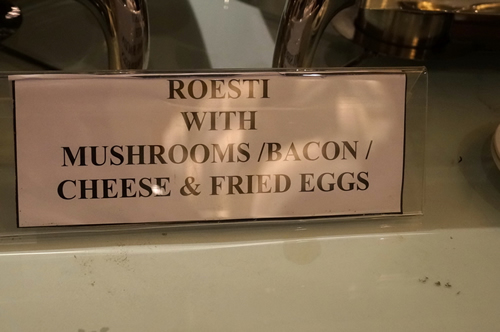 ROESTI
WITH
MUSHROOMS /BACON /
CHEESE & FRIED EGGS